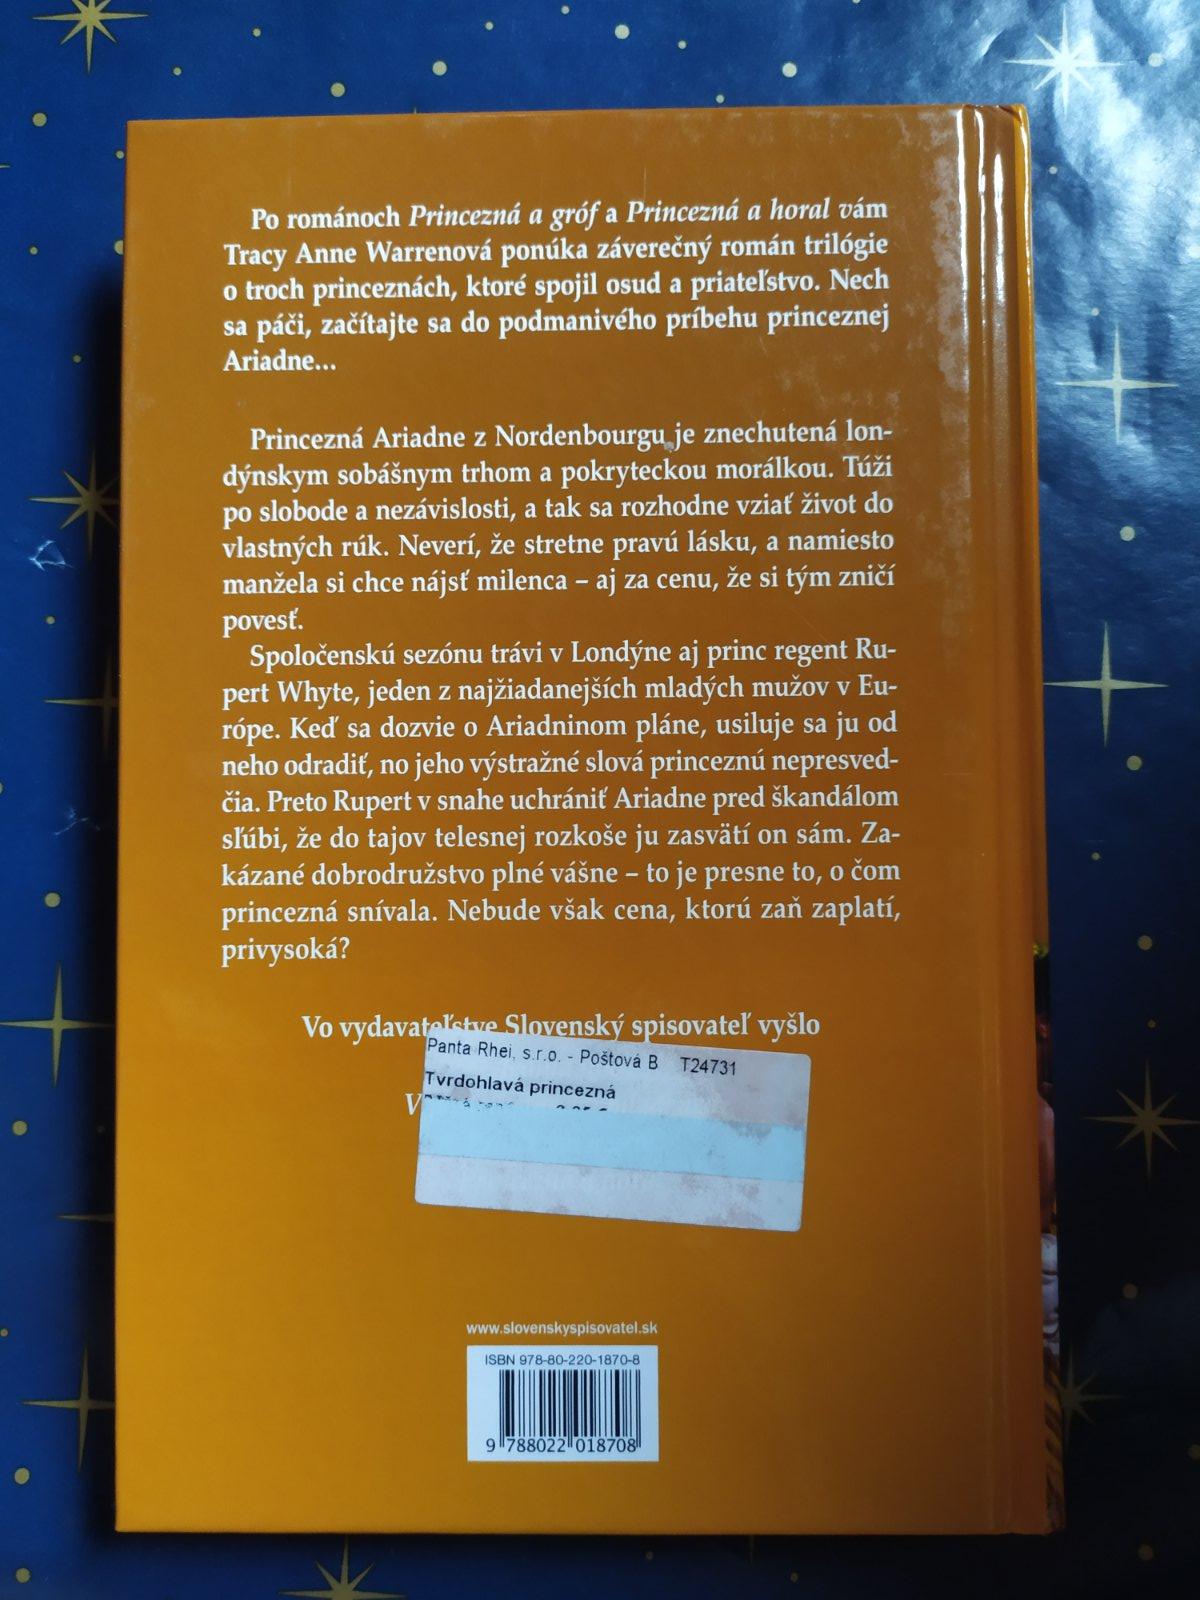 Po románoch Princezná a gróf a Princezná a horal vám
Tracy Anne Warrenová ponúka záverečný román trilógie
o troch princeznách, ktoré spojil osud a priateľstvo. Nech
sa páči, začítajte sa do podmanivého príbehu princeznej
Ariadne...
Princezná Ariadne z Nordenbourgu je znechutená lon-
dýnskym sobášnym trhom a pokryteckou morálkou. Túži
po slobode a nezávislosti, a tak sa rozhodne vziať život do
vlastných rúk. Neverí, že stretne pravú lásku, a namiesto
manžela si chce nájsť milenca – aj za cenu, že si tým zničí
povesť.
Spoločenskú sezónu trávi v Londýne aj princ regent Ru-
pert Whyte, jeden z najžiadanejších mladých mužov v Eu-
rópe. Keď sa dozvie o Ariadninom pláne, usiluje sa ju od
neho odradiť, no jeho výstražné slová princeznú nepresved-
čia. Preto Rupert v snahe uchrániť Ariadne pred škandálom
sľúbi, že do tajov telesnej rozkoše ju zasvätí on sám. Za-
kázané dobrodružstvo plné vášne – to je presne to, o čom
princezná snívala. Nebude však cena, ktorú zaň zaplatí,
privysoká?
Vo vydavateľstve Slovenský spisovateľ vyšlo
Panta Rhei, s.r.o. - Poštová B T24731
Tvrdohlavá princezná
www.slovenskyspisovatel.sk
ISBN 978-80-220-1870-8
9 788022 018708